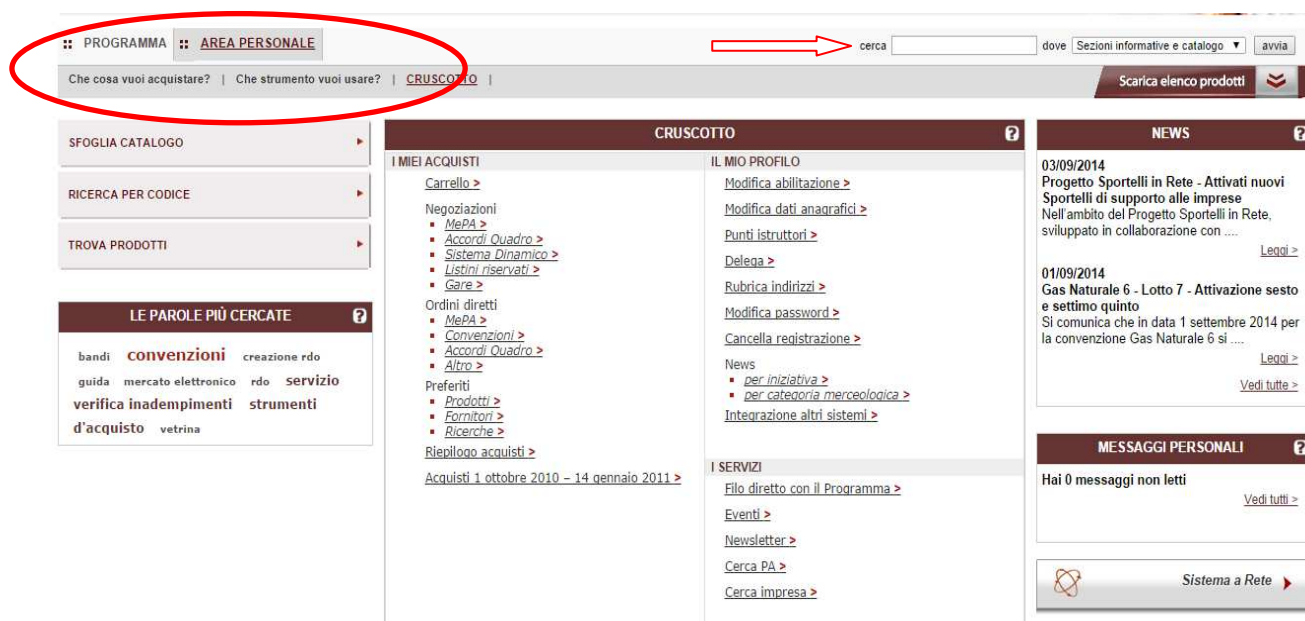 PROGRAMMA AREA PERSONALE
cerca dove Sezioni informative e catalogo avvia
Che cosa vuoi acquistare? | Che strumento vuoi usare? | CRUSCOTTO |
Scarica elenco prodotti
SFOGLIA CATALOGO
RICERCA PER CODICE
TROVA PRODOTTI
LE PAROLE PIÙ CERCATE ?
bandi convenzioni creazione rdo
guida mercato elettronico rdo servizio
verifica inadempimenti strumenti
d'acquisto vetrina
CRUSCOTTO ?
I MIEI ACQUISTI
Carrello >
Negoziazioni
MePA >
Accordi Quadro >
Sistema Dinamico >
Listini riservati >
Gare >
Ordini diretti
MePA >
Convenzioni >
Accordi Quadro >
Altro >
Preferiti
Prodotti >
Fornitori >
Ricerche >
Riepilogo acquisti >
Acquisti 1 ottobre 2010 – 14 gennaio 2011 >
IL MIO PROFILO
Modifica abilitazione >
Modifica dati anagrafici >
Punti istruttori >
Delega >
Rubrica indirizzi >
Modifica password >
Cancella registrazione >
News
per iniziativa >
per categoria merceologica >
Integrazione altri sistemi >
I SERVIZI
Filo diretto con il Programma >
Eventi >
Newsletter >
Cerca PA >
Cerca impresa >
NEWS ?
03/09/2014
Progetto Sportelli in Rete - Attivati nuovi
Sportelli di supporto alle imprese
Nell'ambito del Progetto Sportelli in Rete,
sviluppato in collaborazione con ....
Leggi >
01/09/2014
Gas Naturale 6 - Lotto 7 - Attivazione sesto
e settimo quinto
Si comunica che in data 1 settembre 2014 per
la convenzione Gas Naturale 6 si ....
Leggi >
Vedi tutte >
MESSAGGI PERSONALI ?
Hai 0 messaggi non letti
Vedi tutti >
Sistema a Rete